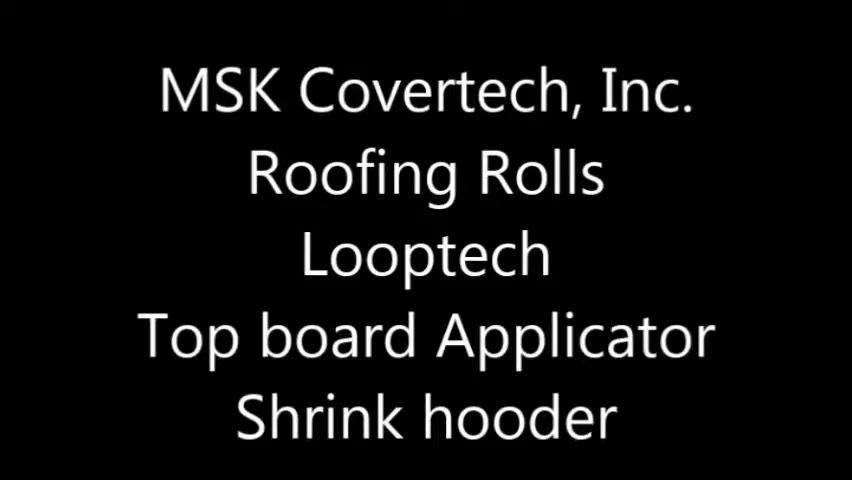 MSK Covertech, Inc.
Roofing Rolls
Looptech
Top board Applicator
Shrink hooder